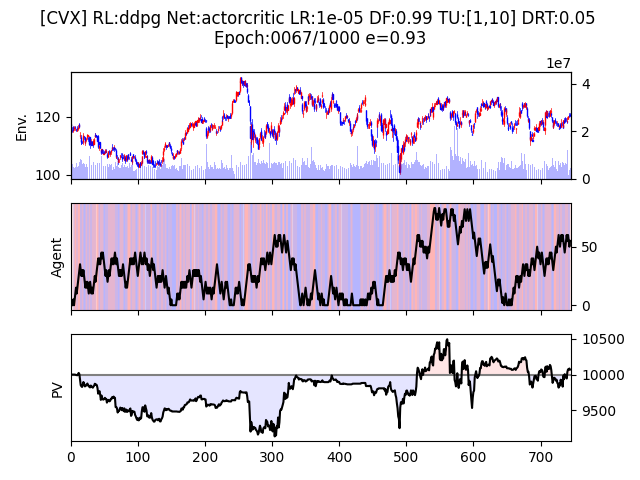 [CVX] RL:ddpg Net:actorcritic LR:1e-05 DF:0.99 TU:[1,10] DRT:0.05
Epoch:0067/1000 e=0.93
1e7
Env.
120
100
4
2
0
Agent
50
0
PV
10500
10000
9500
0 100 200 300 400 500 600 700